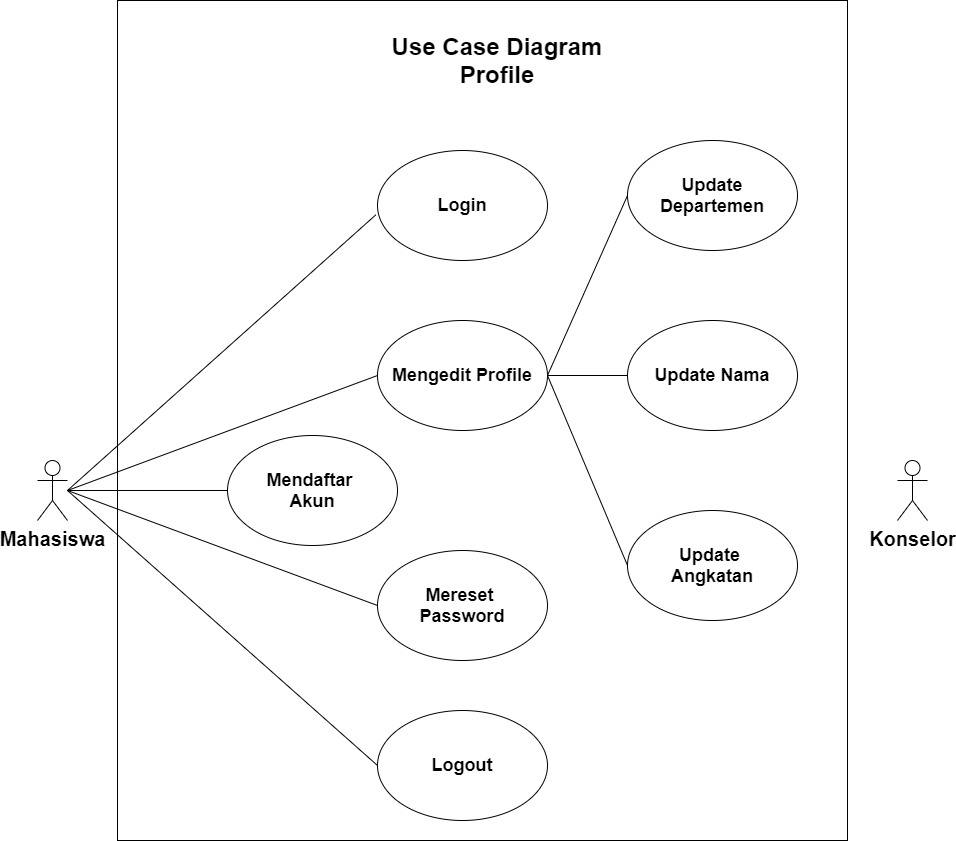 Use Case Diagram
Profile
Login
Update
Departemen
Mengedit Profile
Update Nama
Mendaftar
Akun
Mahasiswa
Konselor
Update
Angkatan
Mereset
Password
Logout